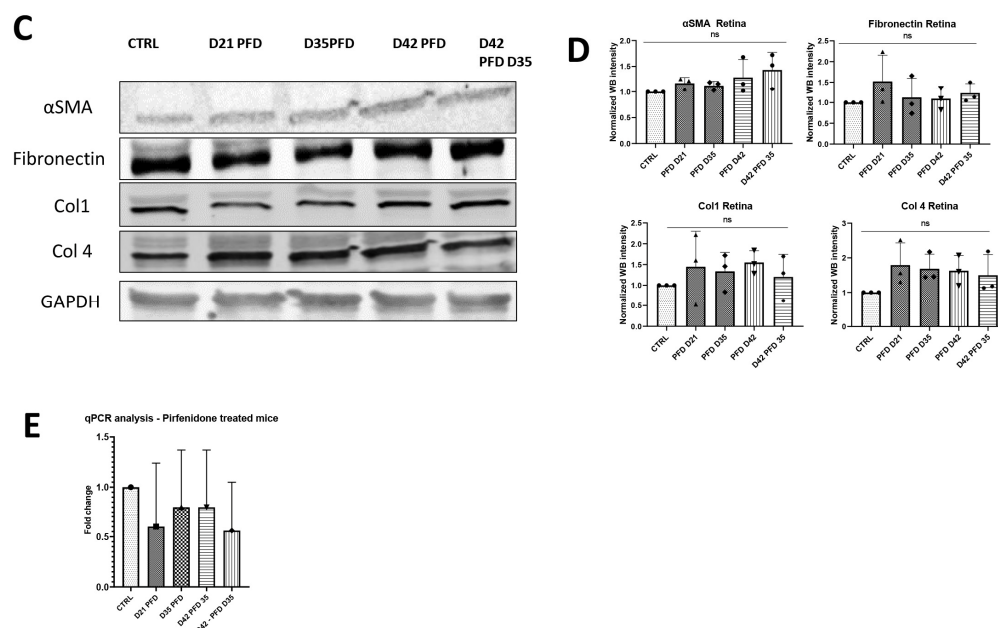 C
CTRL
D21 PFD
D35PFD
D42 PFD
D42
PFD D35
αSMA
Fibronectin
Col1
Col 4
GAPDH
D
αSMA Retina
ns
Normalized WB intensity
2.5
2.0
1.5
1.0
0.5
0.0
CTRL
PFD D21
PFD D35
PFD D42
D42 PFD 35
Fibronectin Retina
ns
Normalized WB intensity
2.5
2.0
1.5
1.0
0.5
0.0
CTRL
PFD D21
PFD D35
PFD D42
D42 PFD 35
Col1 Retina
ns
Normalized WB intensity
2.5
2.0
1.5
1.0
0.5
0.0
CTRL
PFD D21
PFD D35
PFD D42
D42 PFD 35
Col 4 Retina
ns
Normalized WB intensity
3
2
1
0
CTRL
PFD D21
PFD D35
PFD D42
D42 PFD 35
E
qPCR analysis - Pirfenidone treated mice
Fold change
1.5
1.0
0.5
0.0
CTRL
D21 PFD
D35 PFD
D42 PFD 35
D42 - PFD D35